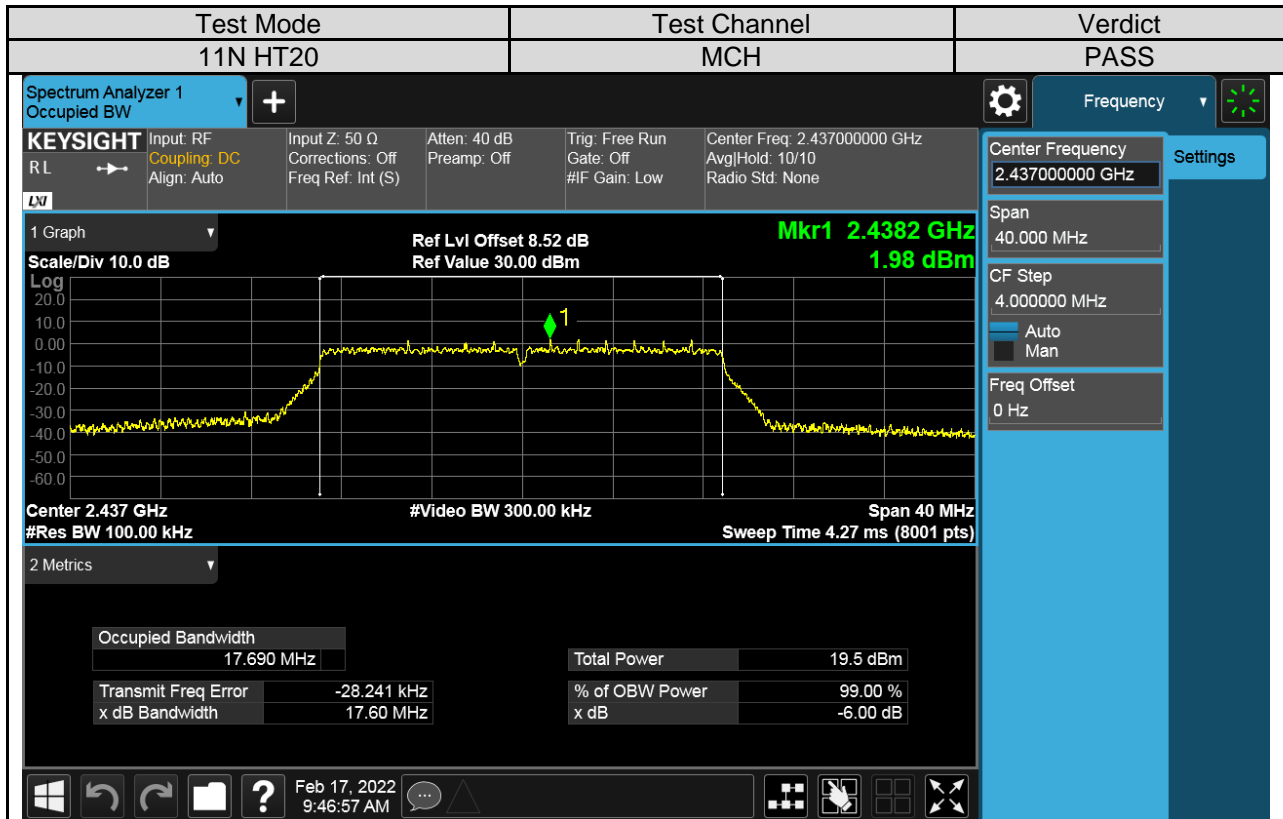 Test Mode Test Channel Verdict
11N HT20 MCH PASS
Spectrum Analyzer 1
Occupied BW
Frequency
KEYSIGHT Input: RF Input Z: 50 Ω Atten: 40 dB Trig: Free Run Center Freq: 2.437000000 GHz
RL Coupling: DC Corrections: Off Preamp: Off Gate: Off Avg|Hold: 10/10
Align: Auto Freq Ref: Int (S) #IF Gain: Low Radio Std: None
LXI
Center Frequency
2.437000000 GHz
Settings
Span
40.000 MHz
CF Step
4.000000 MHz
Auto
Man
Freq Offset
0 Hz
1 Graph Ref Lvl Offset 8.52 dB Mkr1 2.4382 GHz
Scale/Div 10.0 dB Ref Value 30.00 dBm 1.98 dBm
Log
20.0
10.0
1
0.00
-10.0
-20.0
-30.0
-40.0
-50.0
-60.0
Center 2.437 GHz #Video BW 300.00 kHz Span 40 MHz
#Res BW 100.00 kHz Sweep Time 4.27 ms (8001 pts)
2 Metrics
Occupied Bandwidth
17.690 MHz Total Power 19.5 dBm
Transmit Freq Error -28.241 kHz % of OBW Power 99.00 %
x dB Bandwidth 17.60 MHz x dB -6.00 dB
? Feb 17, 2022
9:46:57 AM